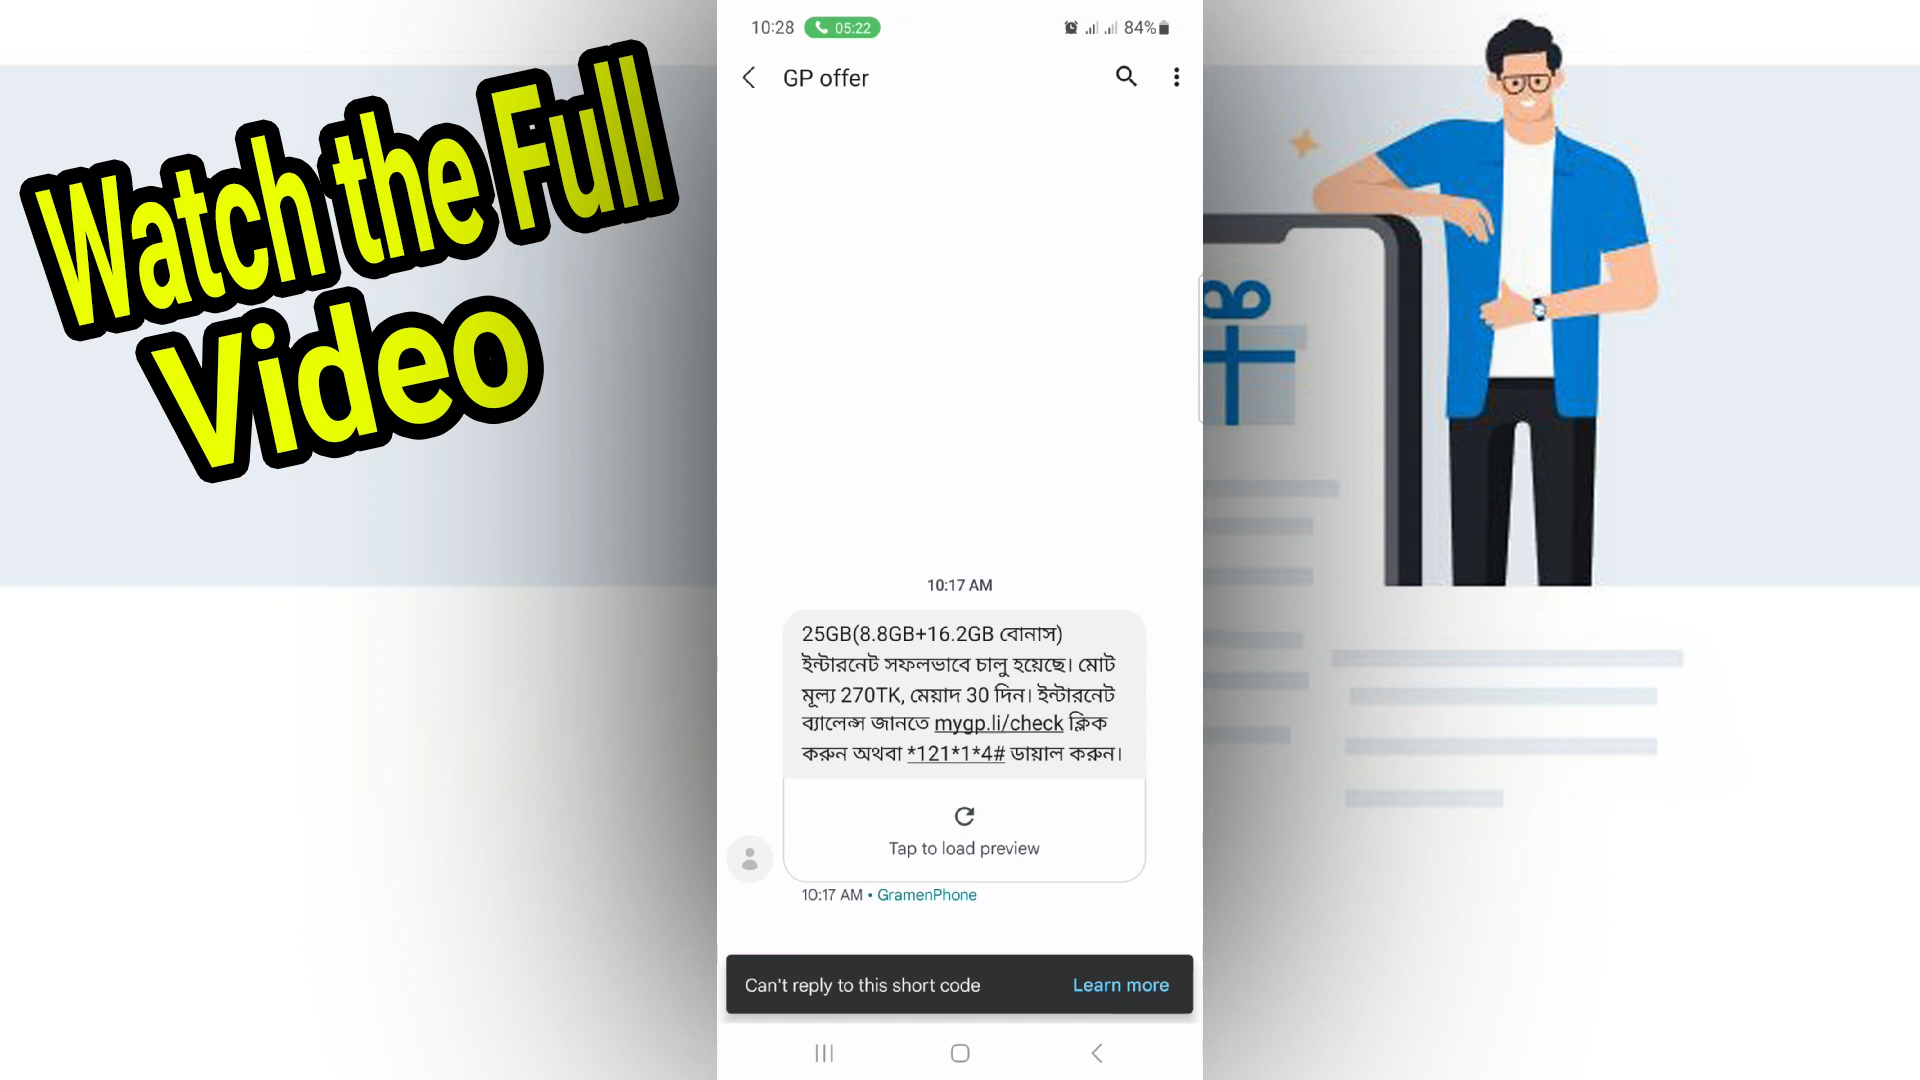 Watch the Full
Video
10:28 05:22 84%
GP offer
10:17 AM
25GB(8.8GB+16.2GB বোনাস)
ইন্টারনেট সফলভাবে চালু হয়েছে। মোট
মূল্য 270TK, মেয়াদ 30 দিন। ইন্টারনেট
ব্যালেন্স জানতে mygp.li/check ক্লিক
করুন অথবা *121*1*4# ডায়াল করুন।
Tap to load preview
10:17 AM • GramenPhone
Can't reply to this short code Learn more